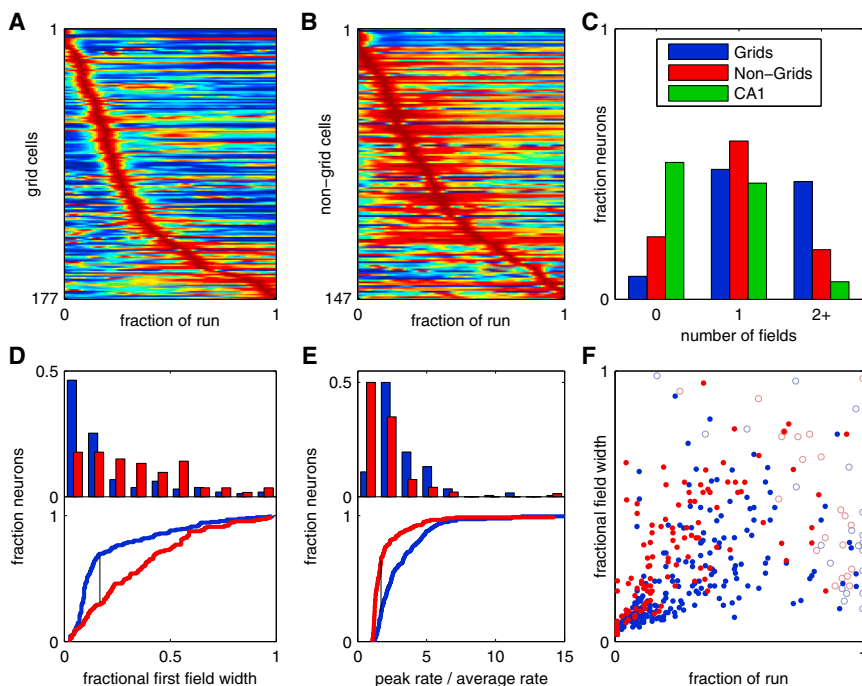 A
1
grid cells
177
0
fraction of run
1
B
1
non-grid cells
147
0
fraction of run
1
C
1
Grids
Non-Grids
CA1
fraction neurons
0
0
1
2+
number of fields
D
0.5
0
fraction neurons
1
0
0
0.5
1
fractional first field width
E
0.5
0
fraction neurons
1
0
0
5
10
15
peak rate / average rate
F
1
fractional field width
0
0
fraction of run
1